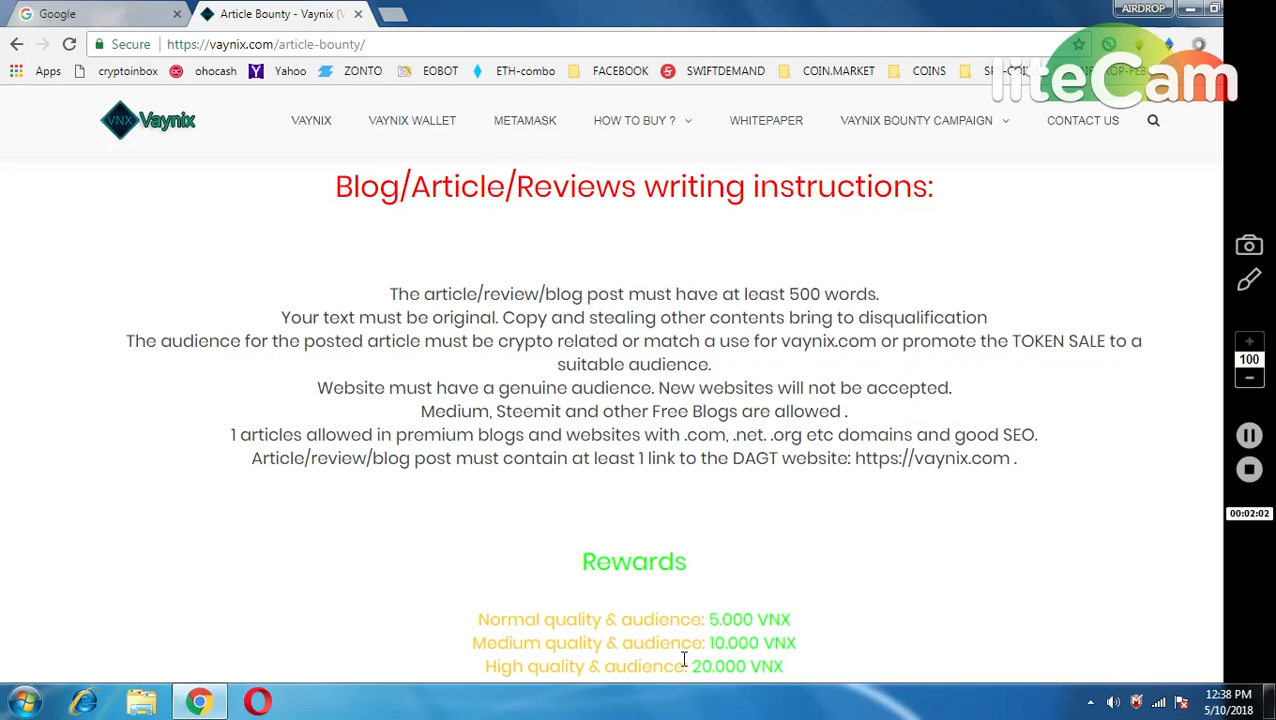 Google
Article Bounty - Vaynix (V
AIRDROP
Secure
https://vaynix.com/article-bounty/
Apps
cryptoinbox
ohocash
Yahoo
ZONTO
EOBOT
ETH-combo
FACEBOOK
SWIFTDEMAND
COIN.MARKET
COINS
liteCam
VNX Vaynix
VAYNIX
VAYNIX WALLET
METAMASK
HOW TO BUY ?
WHITEPAPER
VAYNIX BOUNTY CAMPAIGN
CONTACT US
Blog/Article/Reviews writing instructions:
The article/review/blog post must have at least 500 words.
Your text must be original. Copy and stealing other contents bring to disqualification
The audience for the posted article must be crypto related or match a use for vaynix.com or promote the TOKEN SALE to a
suitable audience.
Website must have a genuine audience. New websites will not be accepted.
Medium, Steemit and other Free Blogs are allowed .
1 articles allowed in premium blogs and websites with .com, .net. .org etc domains and good SEO.
Article/review/blog post must contain at least 1 link to the DAGT website: https://vaynix.com .
100
00:02:02
Rewards
Normal quality & audience: 5.000 VNX
Medium quality & audience: 10.000 VNX
High quality & audience: 20.000 VNX
12:38 PM
5/10/2018